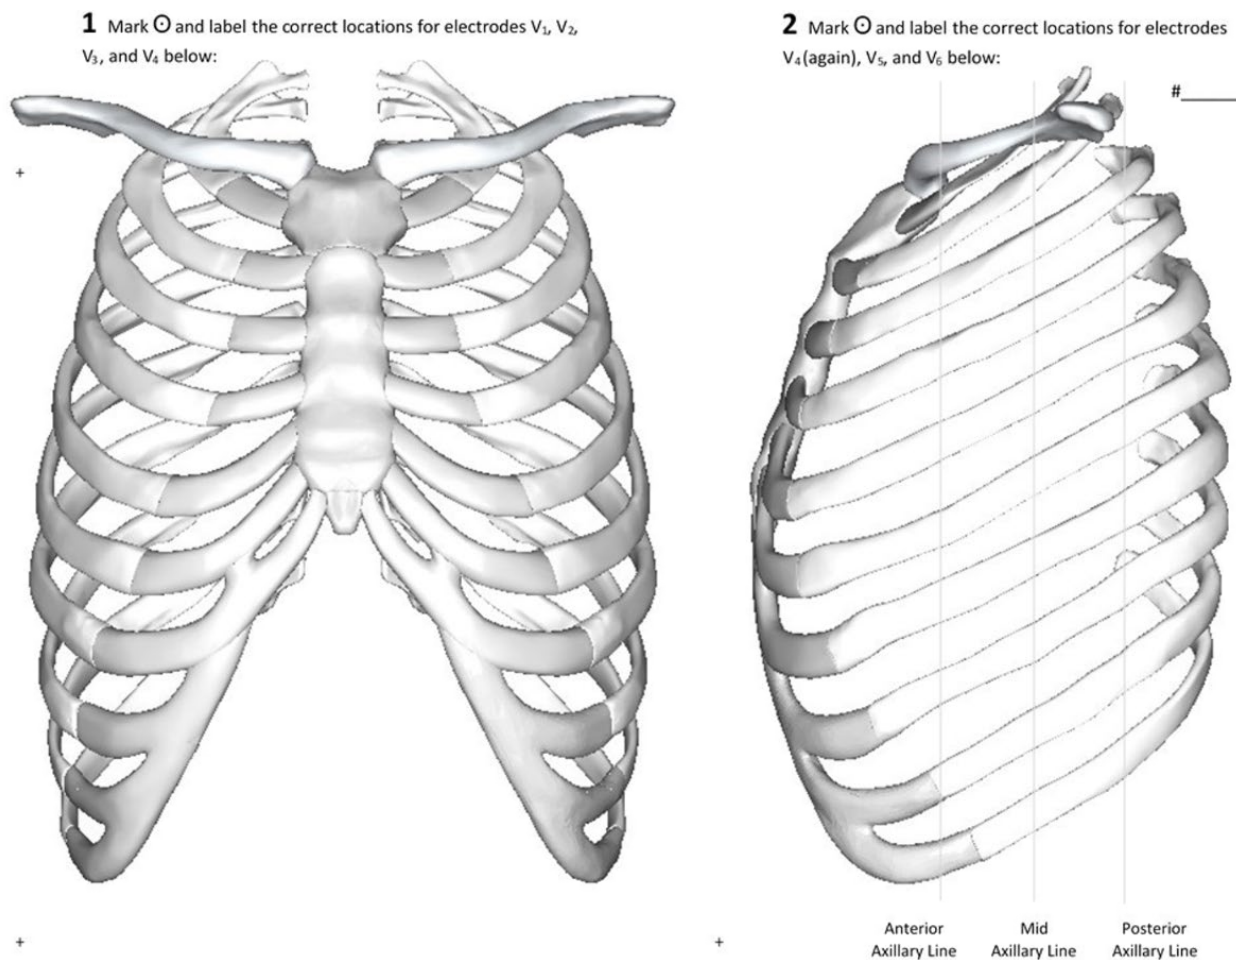 1 Mark ⊙ and label the correct locations for electrodes V₁, V₂,
V₃, and V₄ below:
2 Mark ⊙ and label the correct locations for electrodes
V₄(again), V₅, and V₆ below:
#______
+
Anterior
Axillary Line
Mid
Axillary Line
Posterior
Axillary Line
+
+